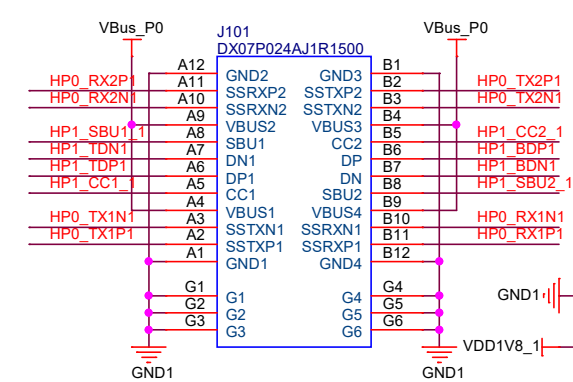 VBus_P0 J101 VBus_P0
DX07P024AJ1R1500
A12 GND2 GND3 B1
HP0_RX2P1 A11 SSRXP2 SSTXP2 B2 HP0_TX2P1
HP0_RX2N1 A10 SSRXN2 SSTXN2 B3 HP0_TX2N1
A9 VBUS2 VBUS3 B4
HP1_SBU1_1 A8 SBU1 CC2 B5 HP1_CC2_1
HP1_TDN1 A7 DN1 DP B6 HP1_BDP1
HP1_TDP1 A6 DP1 DN B7 HP1_BDN1
HP1_CC1_1 A5 CC1 SBU2 B8 HP1_SBU2_1
A4 VBUS1 VBUS4 B9
HP0_TX1N1 A3 SSTXN1 SSRXN1 B10 HP0_RX1N1
HP0_TX1P1 A2 SSTXP1 SSRXP1 B11 HP0_RX1P1
A1 GND1 GND4 B12
G1 G1 G4 G4 GND1
G2 G2 G5 G5
G3 G3 G6 G6
VDD1V8_1
GND1 GND1